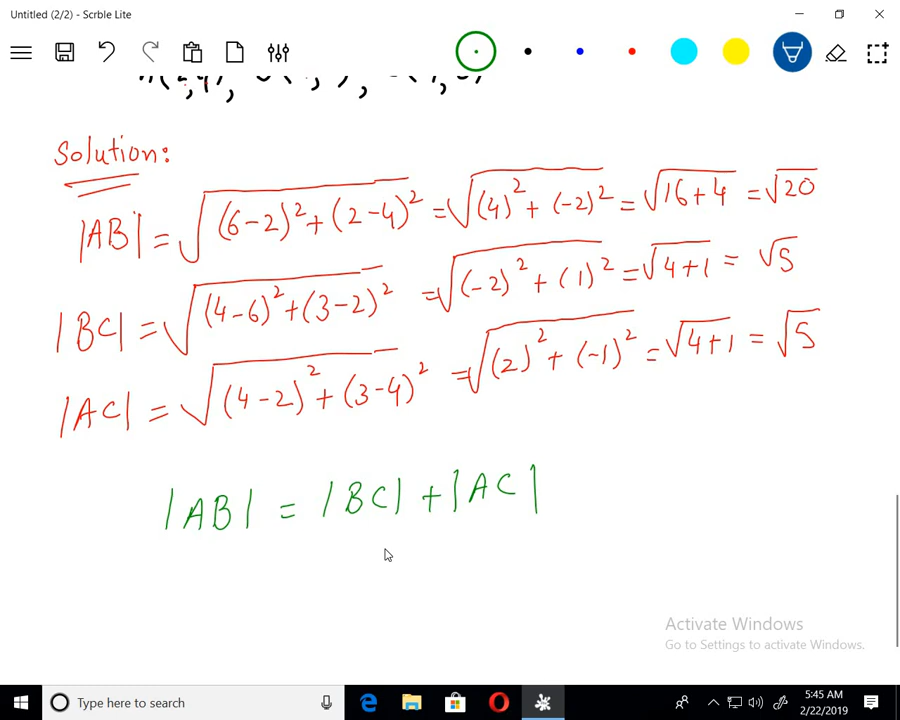 Untitled (2/2) - Scrble Lite
Solution:
|AB| = √(6-2)² + (2-4)² = √(4)² + (-2)² = √16+4 = √20
|BC| = √(4-6)² + (3-2)² = √(-2)² + (1)² = √4+1 = √5
|AC| = √(4-2)² + (3-4)² = √(2)² + (-1)² = √4+1 = √5
|AB| = |BC| + |AC|
Activate Windows
Go to Settings to activate Windows.
Type here to search
5:45 AM
2/22/2019